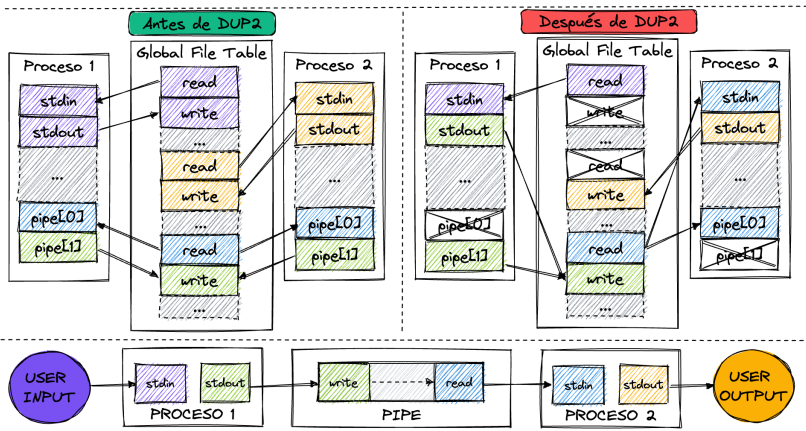 Antes de DUP2
Proceso 1
stdin
stdout
...
pipe[0]
pipe[1]
Global File Table
read
write
...
read
write
...
read
write
...
Proceso 2
stdin
stdout
...
pipe[0]
pipe[1]
Después de DUP2
Proceso 1
stdin
stdout
...
pipe[0]
pipe[1]
Global File Table
read
write
...
read
write
...
read
write
...
Proceso 2
stdin
stdout
...
pipe[0]
pipe[1]
USER
INPUT
stdin
stdout
PROCESO 1
write
read
PIPE
stdin
stdout
PROCESO 2
USER
OUTPUT